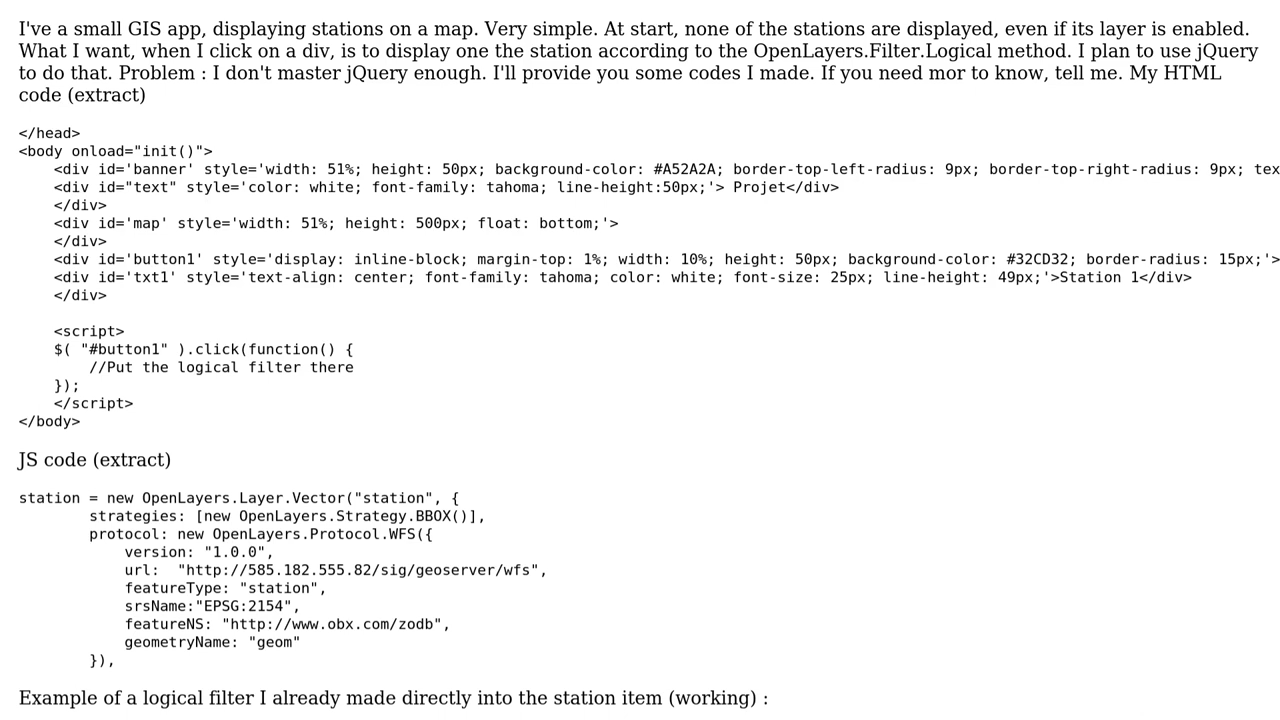 I've a small GIS app, displaying stations on a map. Very simple. At start, none of the stations are displayed, even if its layer is enabled.
What I want, when I click on a div, is to display one the station according to the OpenLayers.Filter.Logical method. I plan to use jQuery
to do that. Problem : I don't master jQuery enough. I'll provide you some codes I made. If you need mor to know, tell me. My HTML
code (extract)
</head>
<body onload="init()">
    <div id='banner' style='width: 51%; height: 50px; background-color: #A52A2A; border-top-left-radius: 9px; border-top-right-radius: 9px; tex
    <div id="text" style='color: white; font-family: tahoma; line-height:50px;'> Projet</div>
    </div>
    <div id='map' style='width: 51%; height: 500px; float: bottom;'>
    </div>
    <div id='button1' style='display: inline-block; margin-top: 1%; width: 10%; height: 50px; background-color: #32CD32; border-radius: 15px;'>
    <div id='txt1' style='text-align: center; font-family: tahoma; color: white; font-size: 25px; line-height: 49px;'>Station 1</div>
    </div>
    <script>
    $( "#button1" ).click(function() {
        //Put the logical filter there
    });
    </script>
</body>
JS code (extract)
station = new OpenLayers.Layer.Vector("station", {
        strategies: [new OpenLayers.Strategy.BBOX()],
        protocol: new OpenLayers.Protocol.WFS({
            version: "1.0.0",
            url:  "http://585.182.555.82/sig/geoserver/wfs",
            featureType: "station",
            srsName:"EPSG:2154",
            featureNS: "http://www.obx.com/zodb",
            geometryName: "geom"
        }),
Example of a logical filter I already made directly into the station item (working) :